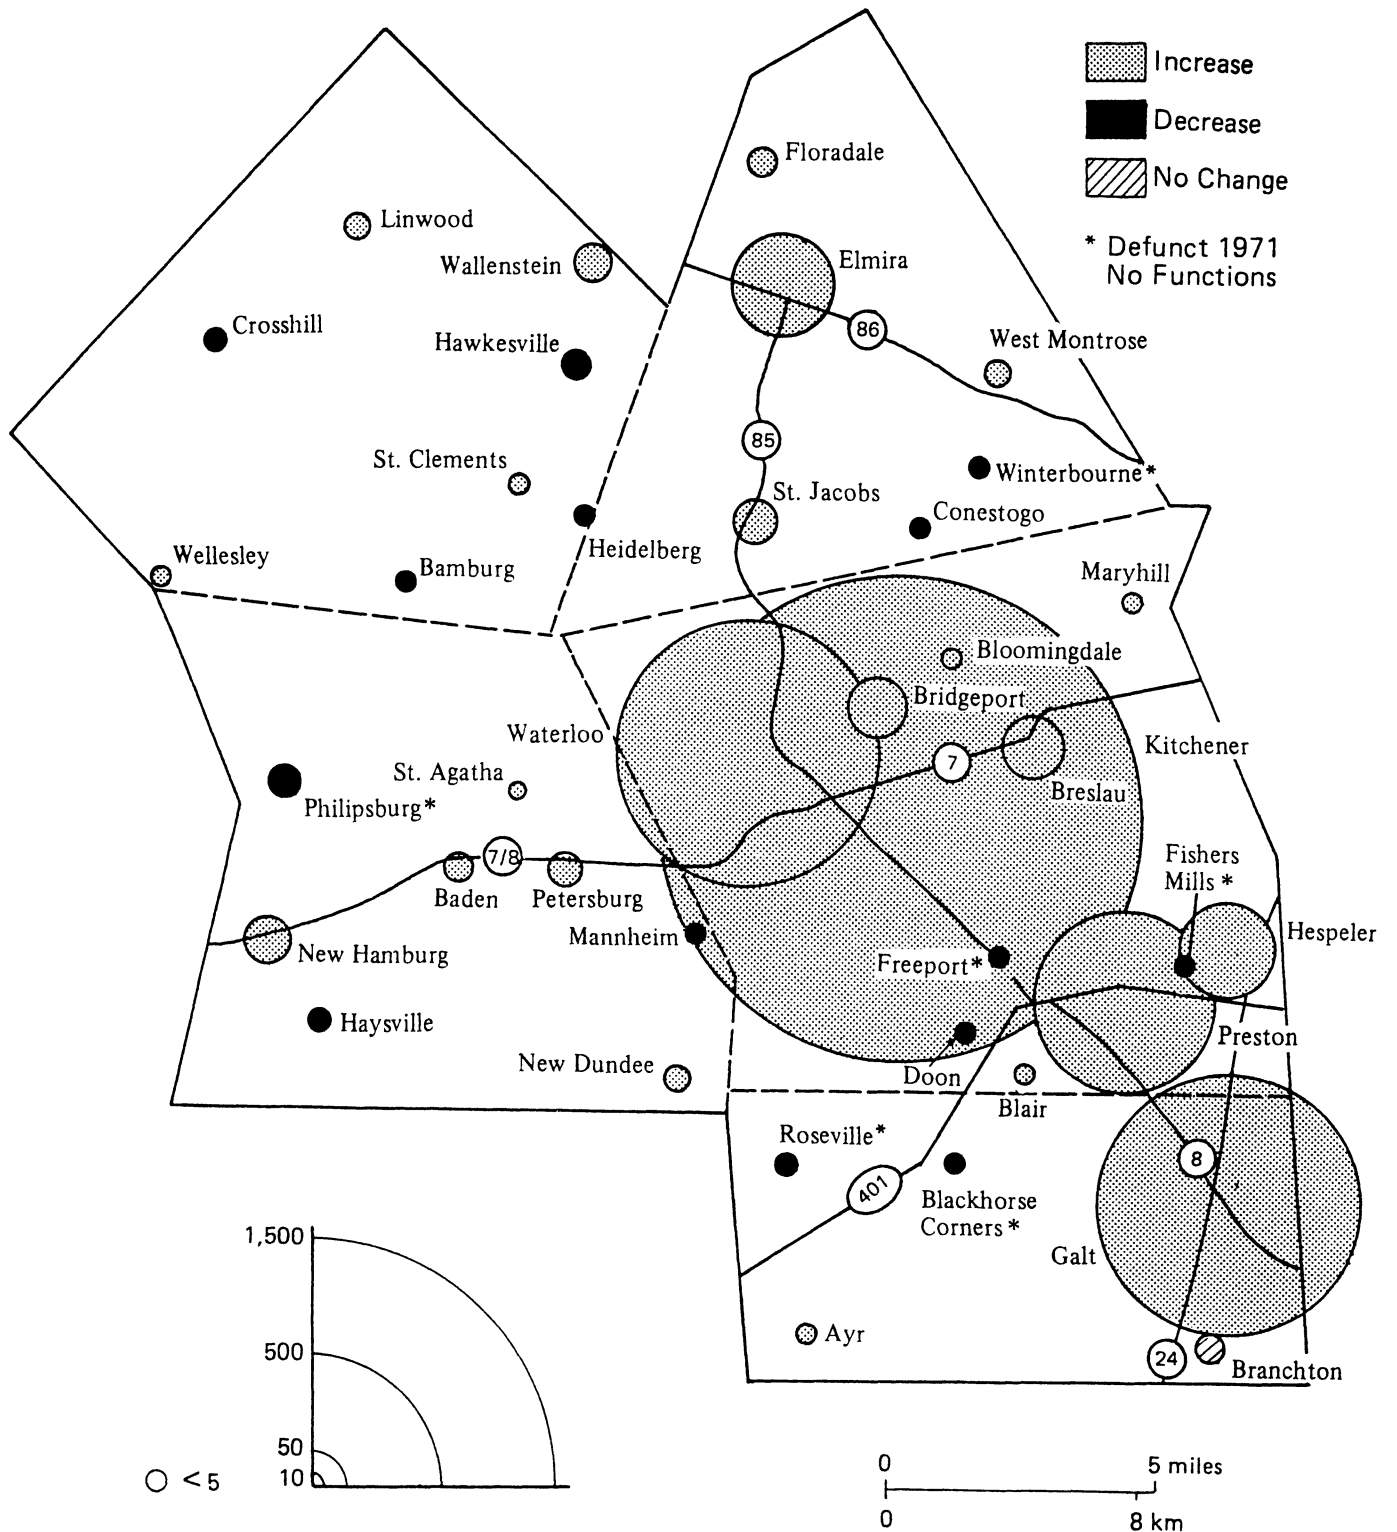 Increase
Decrease
No Change
* Defunct 1971
No Functions
Floradale
Linwood
Wallenstein
Elmira
Crosshill
Hawkesville
86
West Montrose
85
St. Clements
Winterbourne*
St. Jacobs
Conestogo
Heidelberg
Wellesley
Bamburg
Maryhill
Bloomingdale
Bridgeport
Waterloo
Kitchener
7
St. Agatha
Breslau
Philipsburg*
7/8
Fishers
Mills *
Baden
Petersburg
Mannheim
Hespeler
New Hamburg
Freeport*
Haysville
Preston
New Dundee
Doon
Blair
Roseville*
8
401
Blackhorse
Corners *
Galt
1,500
Ayr
500
24
Branchton
50
10
< 5
0 5 miles
0 8 km